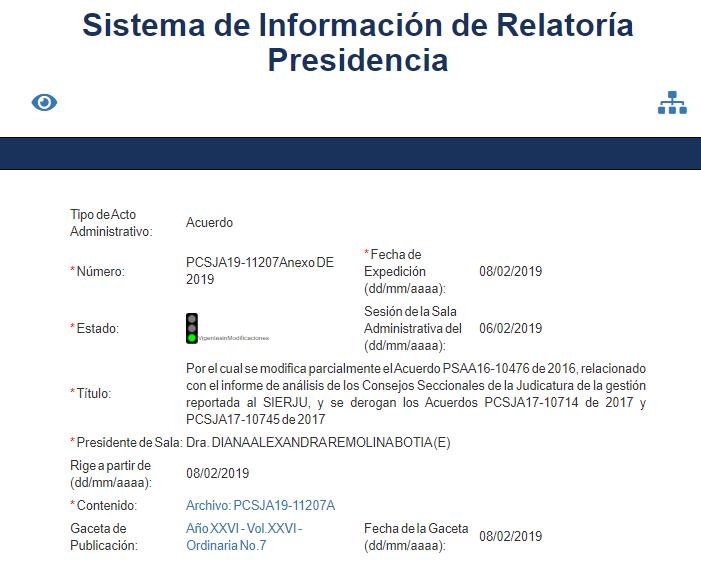 Sistema de Información de Relatoría
Presidencia
Tipo de Acto
Administrativo:
Acuerdo
*Número:
PCSJA19-11207Anexo DE
2019
*Fecha de
Expedición
(dd/mm/aaaa):
08/02/2019
*Estado:
VigentesinModificaciones
Sesión de la Sala
Administrativa del
(dd/mm/aaaa):
06/02/2019
*Título:
Por el cual se modifica parcialmente el Acuerdo PSAA16-10476 de 2016, relacionado
con el informe de análisis de los Consejos Seccionales de la Judicatura de la gestión
reportada al SIERJU, y se derogan los Acuerdos PCSJA17-10714 de 2017 y
PCSJA17-10745 de 2017
*Presidente de Sala: Dra. DIANA ALEXANDRA REMOLINA BOTIA (E)
Rige a partir de
(dd/mm/aaaa):
08/02/2019
*Contenido:
Archivo: PCSJA19-11207A
Gaceta de
Publicación:
Año XXVI - Vol.XXVI -
Ordinaria No.7
Fecha de la Gaceta
(dd/mm/aaaa):
08/02/2019